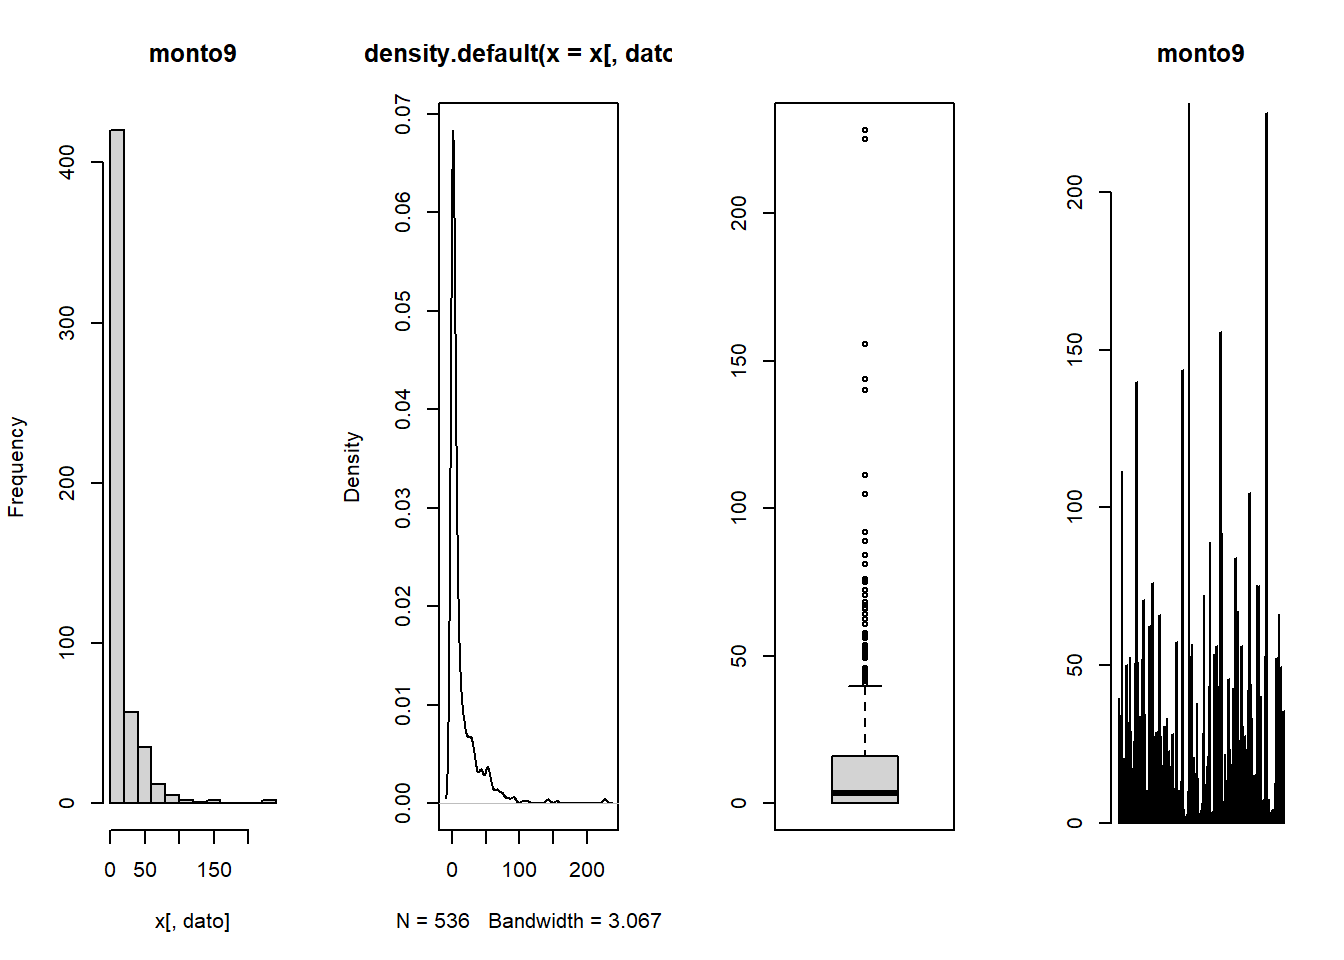 monto9
Frequency
0
100
200
300
400
0 50 150
x[, dato]
density.default(x = x[, dato
Density
0.00
0.01
0.02
0.03
0.04
0.05
0.06
0.07
0 100 200
N = 536 Bandwidth = 3.067
0
50
100
150
200
monto9
0
50
100
150
200